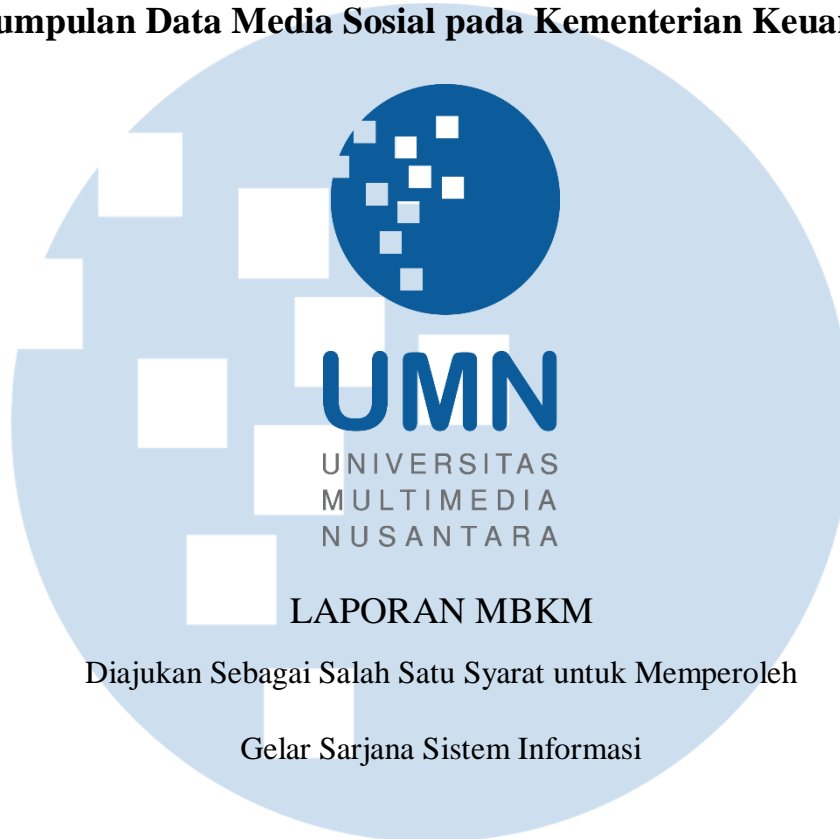 umpulan Data Media Sosial pada Kementerian Keua
UMN
UNIVERSITAS
MULTIMEDIA
NUSANTARA
LAPORAN MBKM
Diajukan Sebagai Salah Satu Syarat untuk Memperoleh
Gelar Sarjana Sistem Informasi